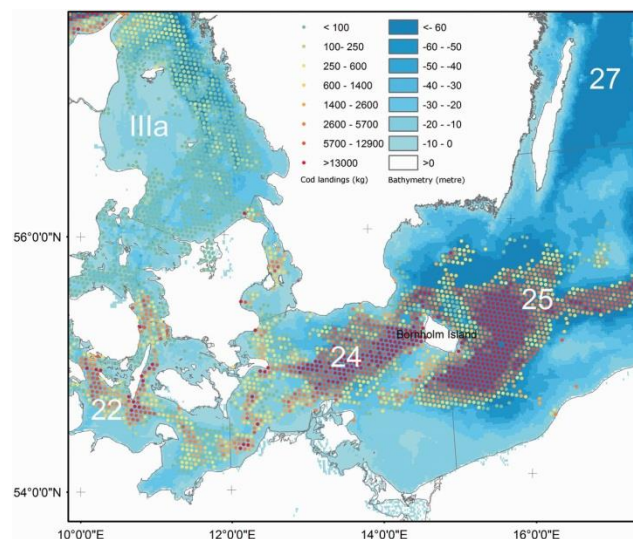 < 100
100- 250
250 - 600
600 - 1400
1400 - 2600
2600 - 5700
5700 - 12900
>13000
Cod landings (kg)
<- 60
-60 - -50
-50 - -40
-40 - -30
-30 - -20
-20 - -10
-10 - 0
>0
Bathymetry (metre)
27
IIIa
56°0'0"N
25
Bornholm Island
24
22
54°0'0"N
10°0'0"E
12°0'0"E
14°0'0"E
16°0'0"E